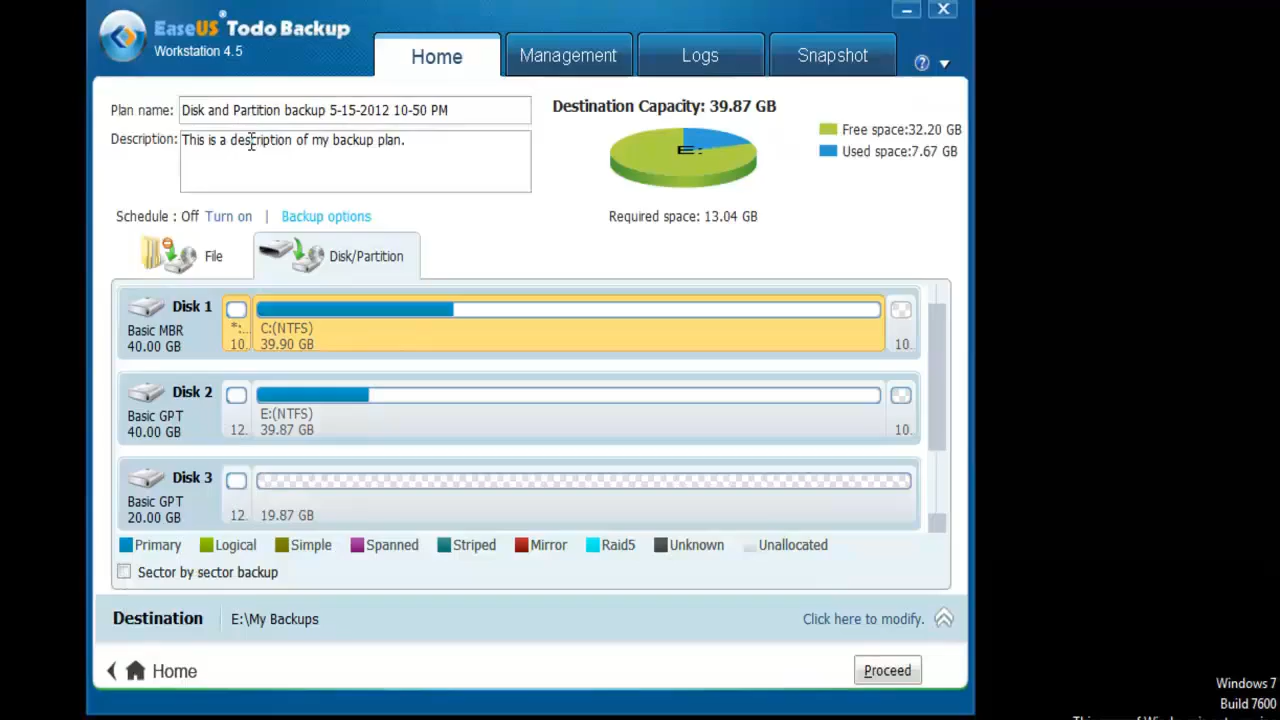 EaseUS® Todo Backup
Workstation 4.5
Home
Management
Logs
Snapshot
Plan name: Disk and Partition backup 5-15-2012 10-50 PM
Description: This is a description of my backup plan.
Destination Capacity: 39.87 GB
E:
Free space:32.20 GB
Used space:7.67 GB
Required space: 13.04 GB
Schedule : Off Turn on | Backup options
File
Disk/Partition
Disk 1
Basic MBR
40.00 GB
*:..
10.
C:(NTFS)
39.90 GB
10.
Disk 2
Basic GPT
40.00 GB
12.
E:(NTFS)
39.87 GB
10.
Disk 3
Basic GPT
20.00 GB
12.
19.87 GB
Primary Logical Simple Spanned Striped Mirror Raid5 Unknown Unallocated
Sector by sector backup
Destination E:\My Backups Click here to modify.
Home
Proceed
Windows 7
Build 7600